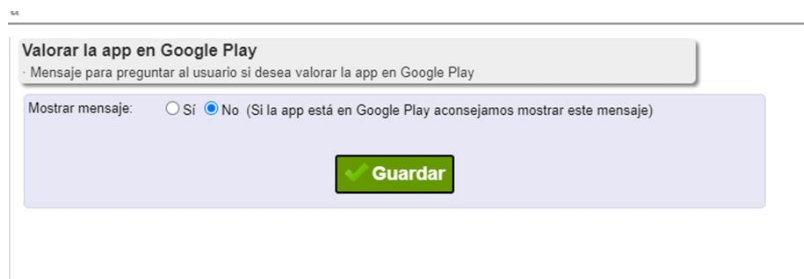 Valorar la app en Google Play
· Mensaje para preguntar al usuario si desea valorar la app en Google Play
Mostrar mensaje: Sí No (Si la app está en Google Play aconsejamos mostrar este mensaje)
Guardar